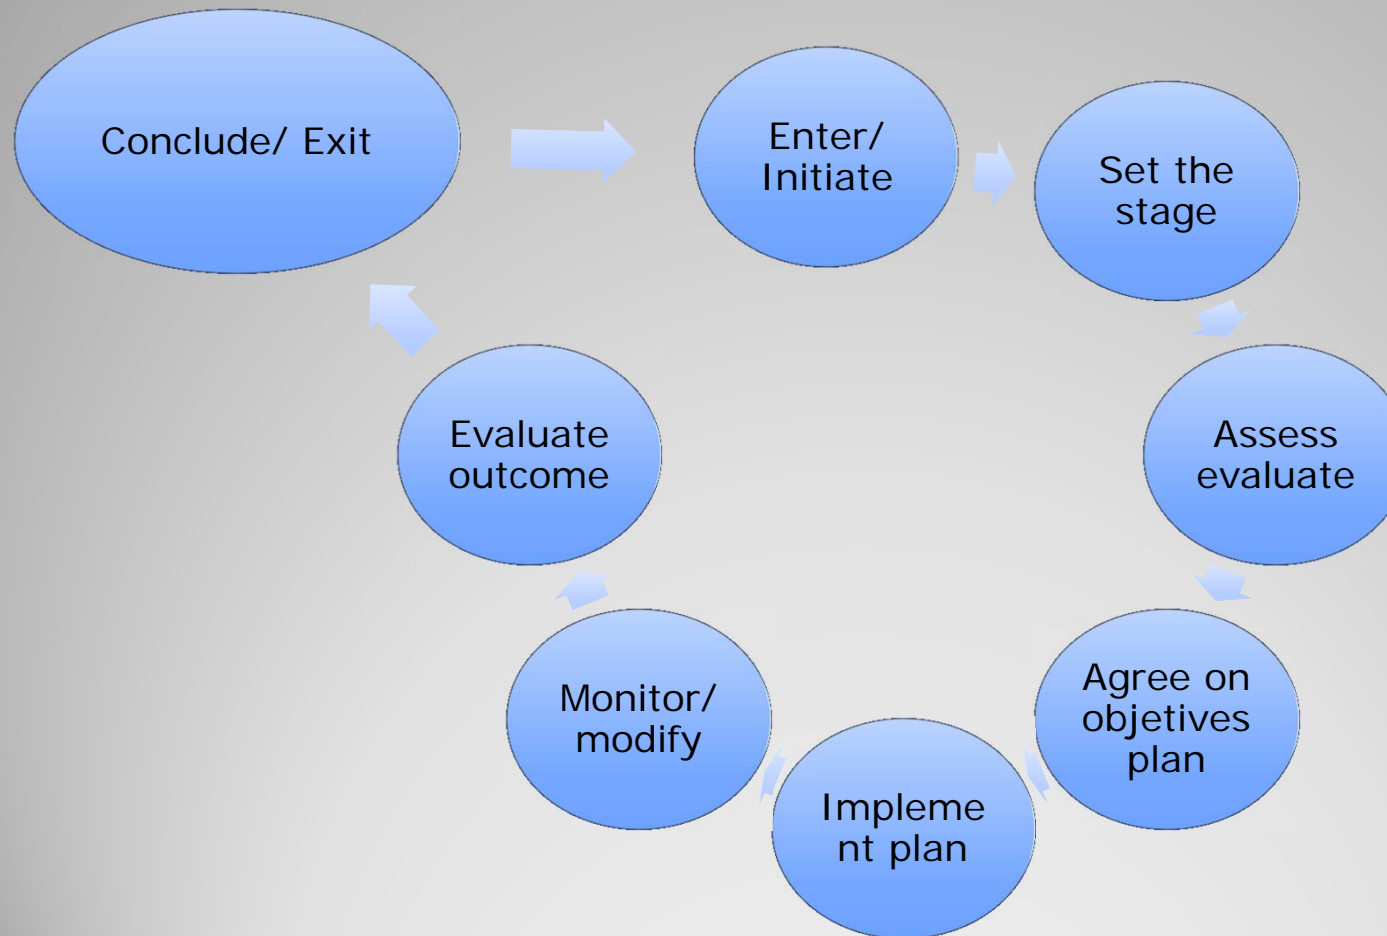 Conclude/ Exit
Enter/
Initiate
Set the
stage
Assess
evaluate
Agree on
objetives
plan
Impleme
nt plan
Monitor/
modify
Evaluate
outcome